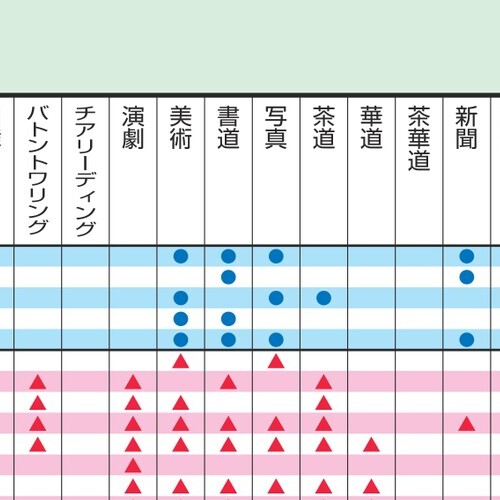 バトントワリング
チアリーディング
演劇
美術
書道
写真
茶道
華道
茶華道
新聞